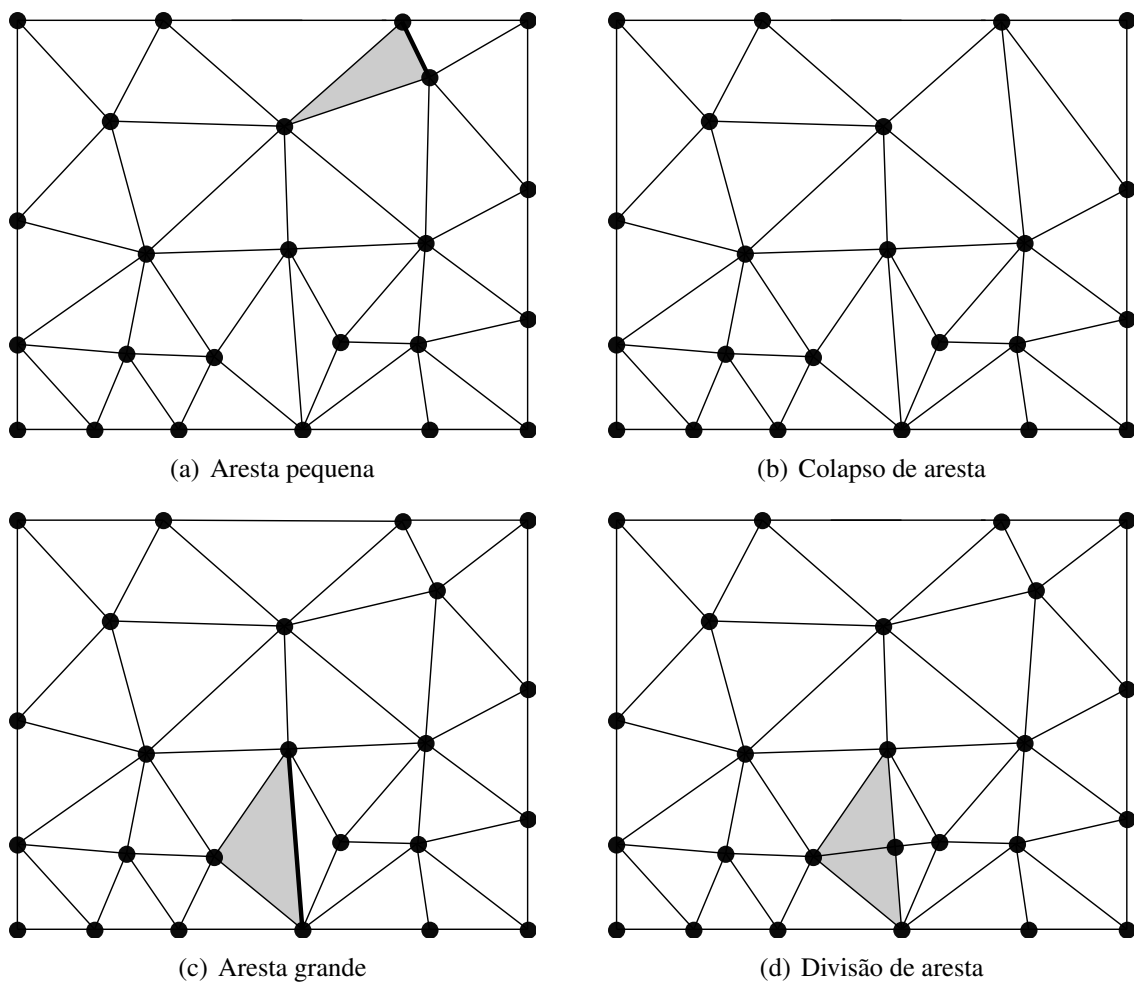 (a) Aresta pequena
(b) Colapso de aresta
(c) Aresta grande
(d) Divisão de aresta